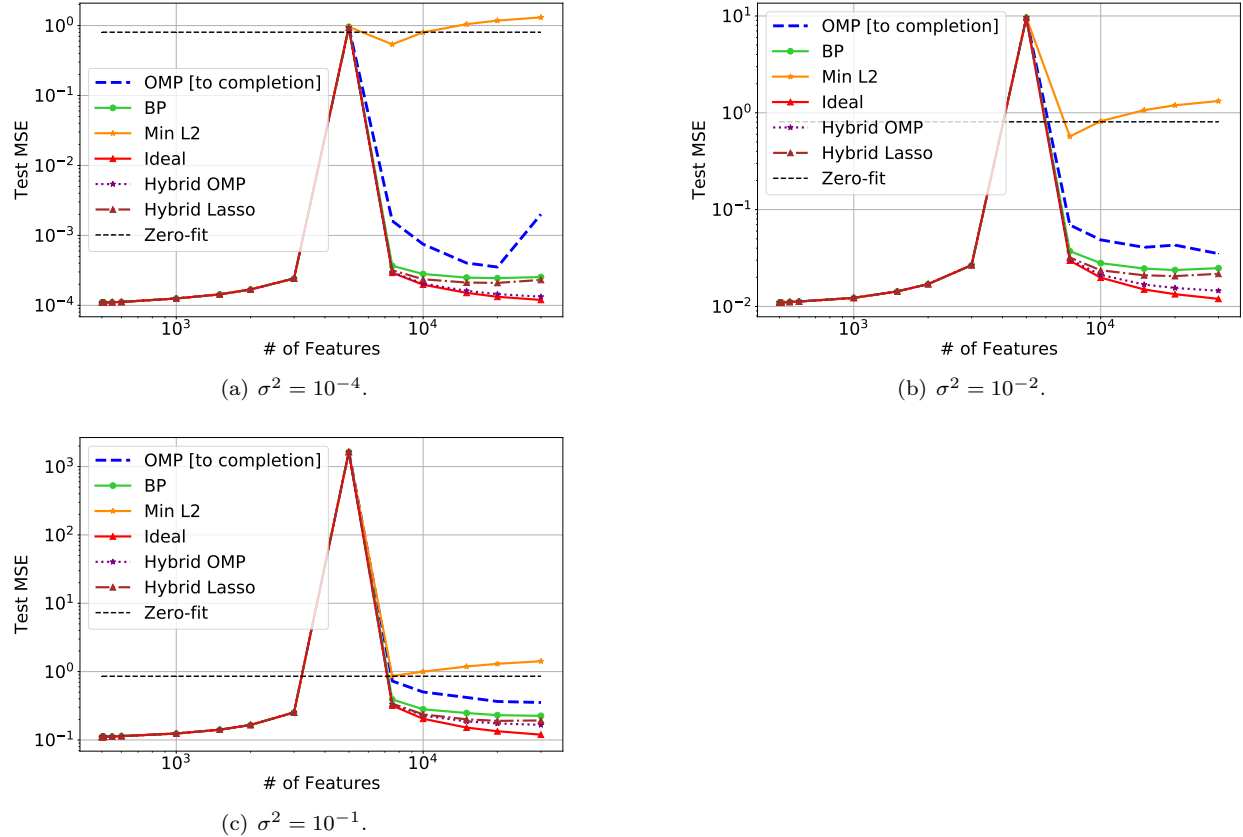 10^0
10^{-1}
10^{-2}
10^{-3}
10^{-4}
Test MSE
OMP [to completion]
BP
Min L2
Ideal
Hybrid OMP
Hybrid Lasso
Zero-fit
10^3
10^4
# of Features
(a) σ^2 = 10^{-4}.
10^1
10^0
10^{-1}
10^{-2}
Test MSE
OMP [to completion]
BP
Min L2
Ideal
Hybrid OMP
Hybrid Lasso
Zero-fit
10^3
10^4
# of Features
(b) σ^2 = 10^{-2}.
10^3
10^2
10^1
10^0
10^{-1}
Test MSE
OMP [to completion]
BP
Min L2
Ideal
Hybrid OMP
Hybrid Lasso
Zero-fit
10^3
10^4
# of Features
(c) σ^2 = 10^{-1}.